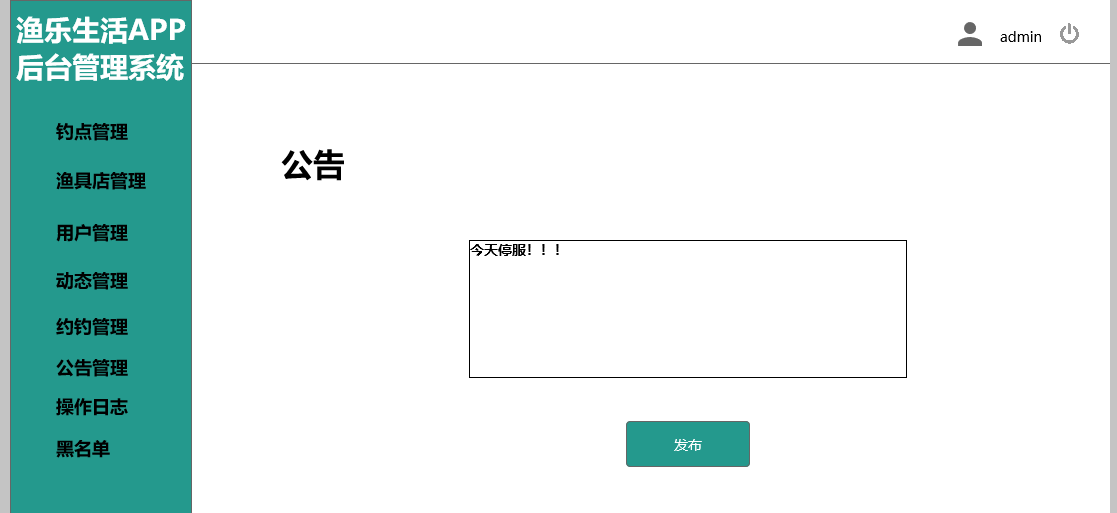 渔乐生活APP
后台管理系统
admin
钓点管理
渔具店管理
用户管理
动态管理
约钓管理
公告管理
操作日志
黑名单
公告
今天停服！！！
发布